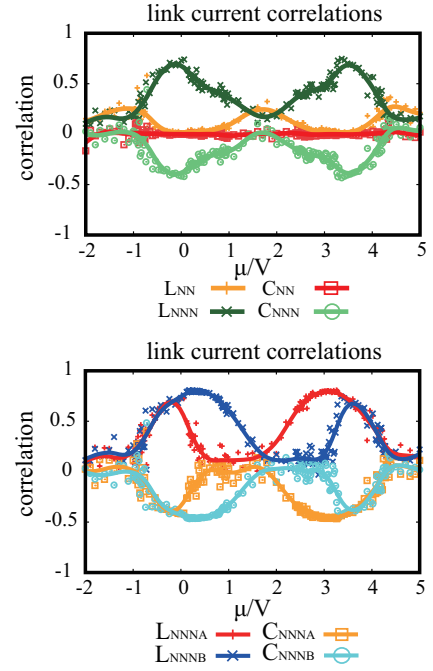 link current correlations
1
0.5
0
-0.5
-1
correlation
-2 -1 0 1 2 3 4 5
μ/V
LNN CNN
LNNN CNNN
link current correlations
1
0.5
0
-0.5
-1
correlation
-2 -1 0 1 2 3 4 5
μ/V
LNNNA CNNNA
LNNNB CNNNB